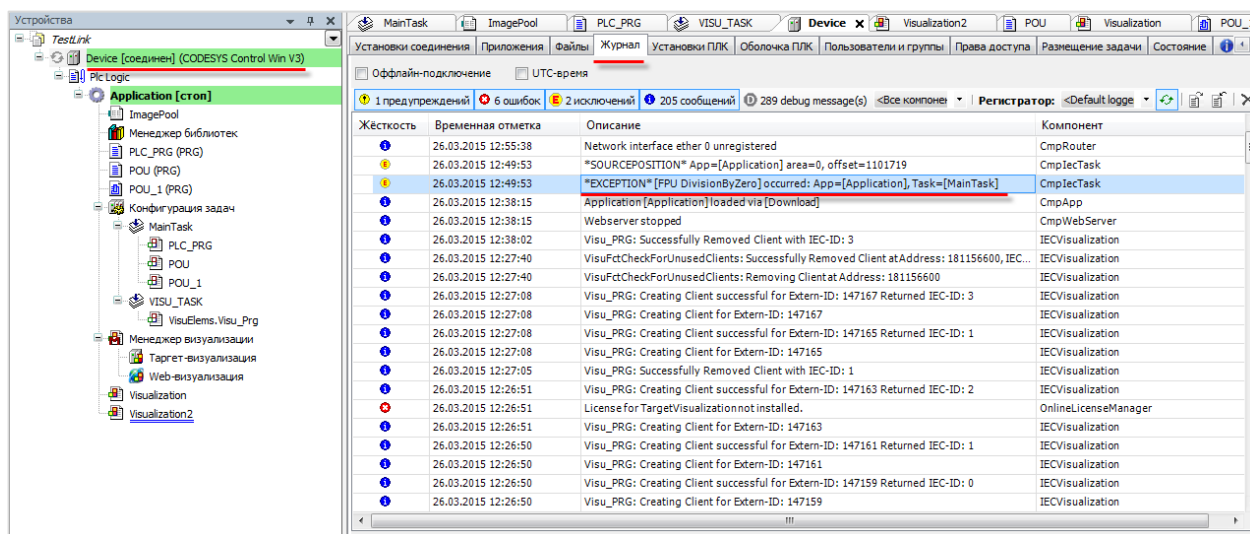 Устройства
TestLink
Device [соединен] (CODESYS Control Win V3)
Plc Logic
Application [стоп]
ImagePool
Менеджер библиотек
PLC_PRG (PRG)
POU (PRG)
POU_1 (PRG)
Конфигурация задач
MainTask
PLC_PRG
POU
POU_1
VISU_TASK
VisuElems.Visu_Prg
Менеджер визуализации
Таргет-визуализация
Web-визуализация
Visualization
Visualization2
MainTask ImagePool PLC_PRG VISU_TASK Device Visualization2 POU Visualization POU_
Установки соединения Приложения Файлы Журнал Установки ПЛК Оболочка ПЛК Пользователи и группы Права доступа Размещение задачи Состояние
Оффлайн-подключение UTC-время
1 предупреждений 6 ошибок 2 исключений 205 сообщений 289 debug message(s) <Все компонен Регистратор: <Default logge
Жёсткость Временная отметка Описание Компонент
26.03.2015 12:55:38 Network interface ether 0 unregistered CmpRouter
26.03.2015 12:49:53 *SOURCEPOSITION* App=[Application] area=0, offset=1101719 CmpIecTask
26.03.2015 12:49:53 *EXCEPTION* [FPU DivisionByZero] occurred: App=[Application], Task=[MainTask] CmpIecTask
26.03.2015 12:38:15 Application [Application] loaded via [Download] CmpApp
26.03.2015 12:38:15 Webserver stopped CmpWebServer
26.03.2015 12:38:02 Visu_PRG: Successfully Removed Client with IEC-ID: 3 IECVisualization
26.03.2015 12:27:40 VisuFctCheckForUnusedClients: Successfully Removed Client at Address: 181156600, IEC... IECVisualization
26.03.2015 12:27:40 VisuFctCheckForUnusedClients: Removing Client at Address: 181156600 IECVisualization
26.03.2015 12:27:08 Visu_PRG: Creating Client successful for Extern-ID: 147167 Returned IEC-ID: 3 IECVisualization
26.03.2015 12:27:08 Visu_PRG: Creating Client for Extern-ID: 147167 IECVisualization
26.03.2015 12:27:08 Visu_PRG: Creating Client successful for Extern-ID: 147165 Returned IEC-ID: 1 IECVisualization
26.03.2015 12:27:08 Visu_PRG: Creating Client for Extern-ID: 147165 IECVisualization
26.03.2015 12:27:05 Visu_PRG: Successfully Removed Client with IEC-ID: 1 IECVisualization
26.03.2015 12:26:51 Visu_PRG: Creating Client successful for Extern-ID: 147163 Returned IEC-ID: 2 IECVisualization
26.03.2015 12:26:51 License for TargetVisualization not installed. OnlineLicenseManager
26.03.2015 12:26:51 Visu_PRG: Creating Client for Extern-ID: 147163 IECVisualization
26.03.2015 12:26:50 Visu_PRG: Creating Client successful for Extern-ID: 147161 Returned IEC-ID: 1 IECVisualization
26.03.2015 12:26:50 Visu_PRG: Creating Client for Extern-ID: 147161 IECVisualization
26.03.2015 12:26:50 Visu_PRG: Creating Client successful for Extern-ID: 147159 Returned IEC-ID: 0 IECVisualization
26.03.2015 12:26:50 Visu_PRG: Creating Client for Extern-ID: 147159 IECVisualization